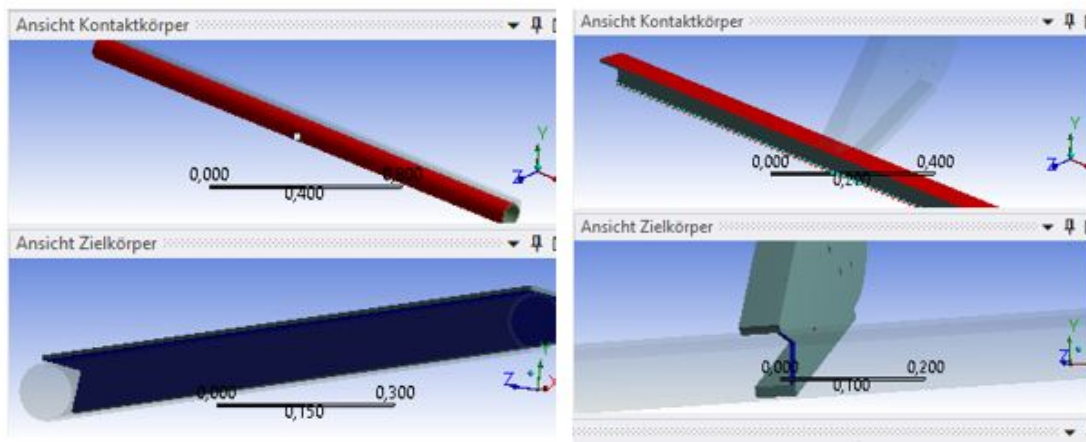 Ansicht Kontaktkörper
Y
0,000
0,400
Z
Ansicht Zielkörper
0,000
0,300
0,150
Z
Y
X
Ansicht Kontaktkörper
Y
0,000
0,400
Z
Ansicht Zielkörper
0,000
0,200
0,100
Y
Z